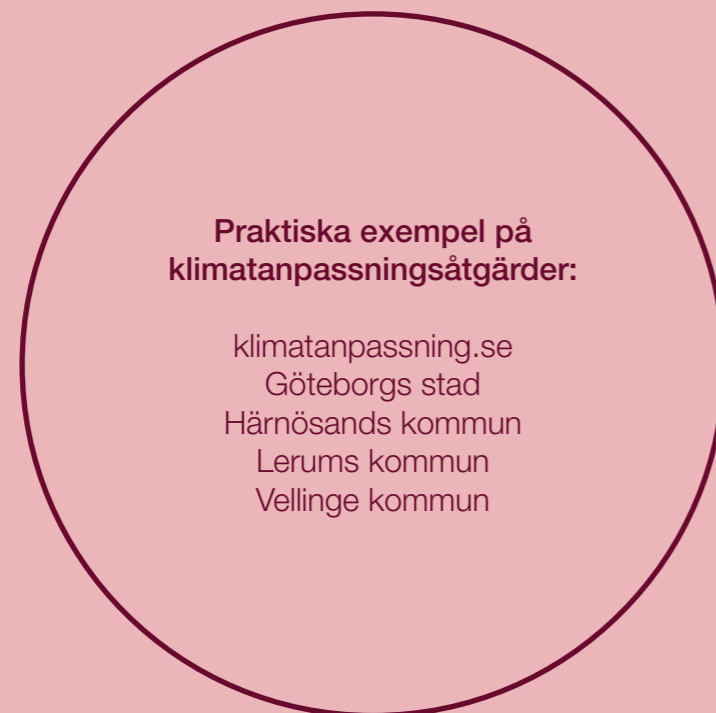 Praktiska exempel på
klimatanpassningsåtgärder:
klimatanpassning.se
Göteborgs stad
Härnösands kommun
Lerums kommun
Vellinge kommun